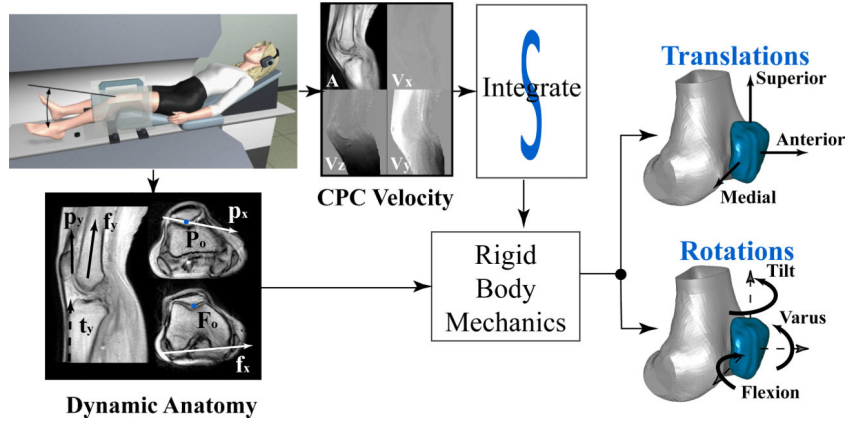 A
Vx
Vz
Vy
CPC Velocity
Integrate
Translations
Superior
Anterior
Medial
py
fy
px
Po
ty
Fo
fx
Dynamic Anatomy
Rigid
Body
Mechanics
Rotations
Tilt
Varus
Flexion